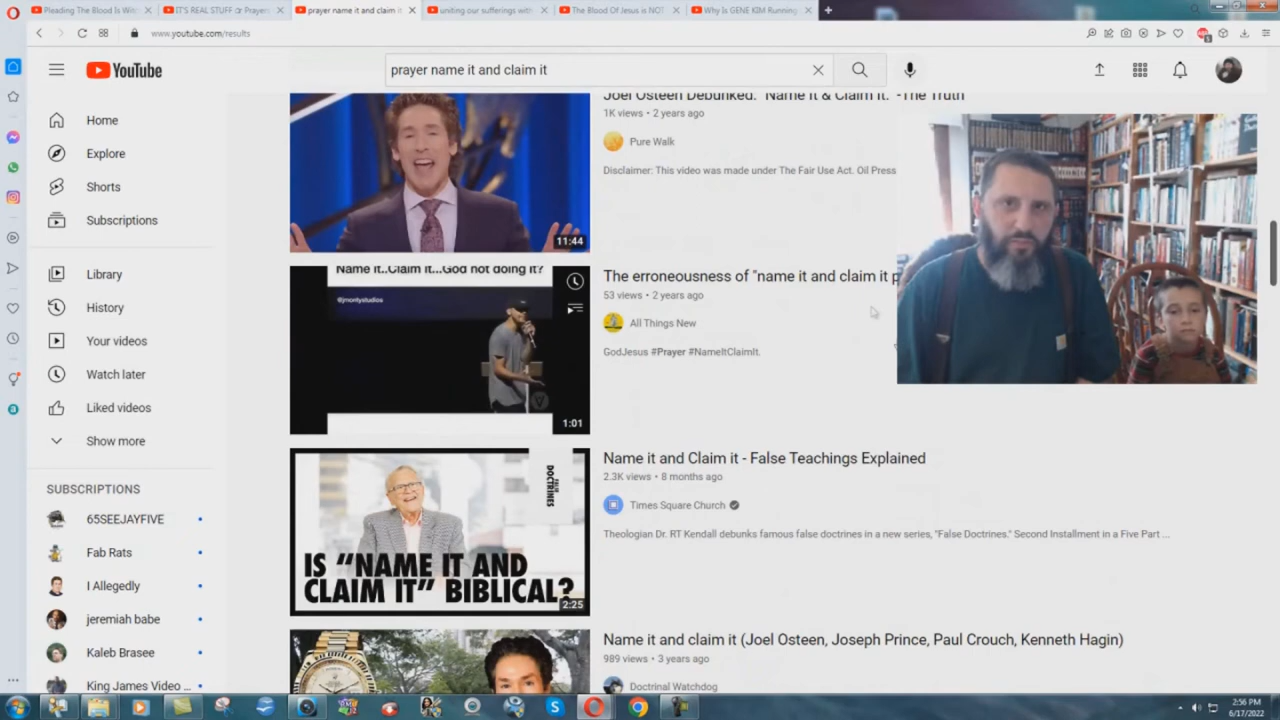 Pleading The Blood Is Wit
IT'S REAL STUFF Or Prayers
prayer name it and claim it
uniting our sufferings with
The Blood Of Jesus is NOT
Why Is GENE KIM Running
www.youtube.com/results
YouTube
prayer name it and claim it
Home
Explore
Shorts
Subscriptions
Library
History
Your videos
Watch later
Liked videos
Show more
SUBSCRIPTIONS
65SEEJAYFIVE
Fab Rats
I Allegedly
jeremiah babe
Kaleb Brasee
King James Video ...
Joel Osteen Debunked. "Name It & Claim It." -The Truth
1K views • 2 years ago
Pure Walk
Disclaimer: This video was made under The Fair Use Act. Oil Press
11:44
Name it..Claim it...God not doing it?
@jmontystudios
1:01
The erroneousness of "name it and claim it p
53 views • 2 years ago
All Things New
GodJesus #Prayer #NameItClaimIt.
FALSE DOCTRINES
IS "NAME IT AND
CLAIM IT" BIBLICAL?
2:25
Name it and Claim it - False Teachings Explained
2.3K views • 8 months ago
Times Square Church
Theologian Dr. RT Kendall debunks famous false doctrines in a new series, "False Doctrines." Second Installment in a Five Part ...
Name it and claim it (Joel Osteen, Joseph Prince, Paul Crouch, Kenneth Hagin)
989 views • 3 years ago
Doctrinal Watchdog
2:56 PM
6/17/2022